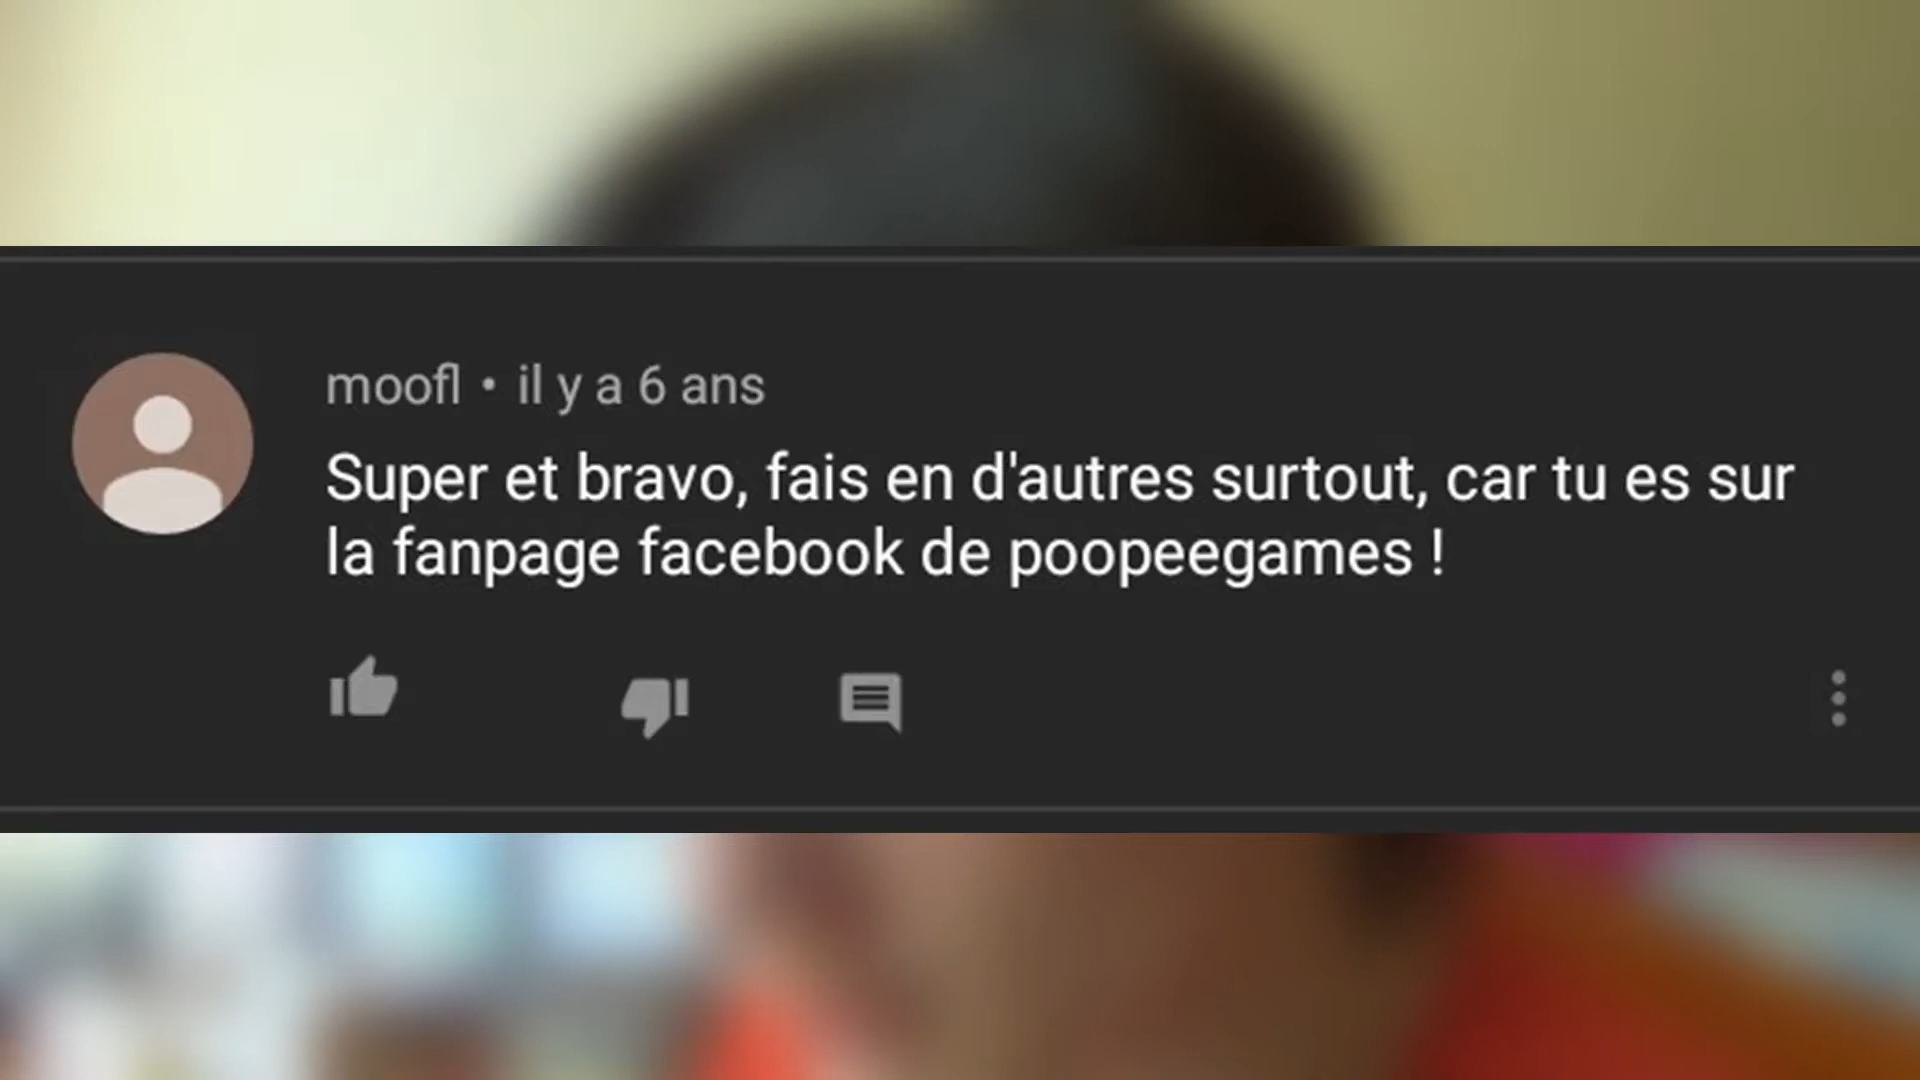 moofl • il y a 6 ans
Super et bravo, fais en d'autres surtout, car tu es sur
la fanpage facebook de poopeegames !